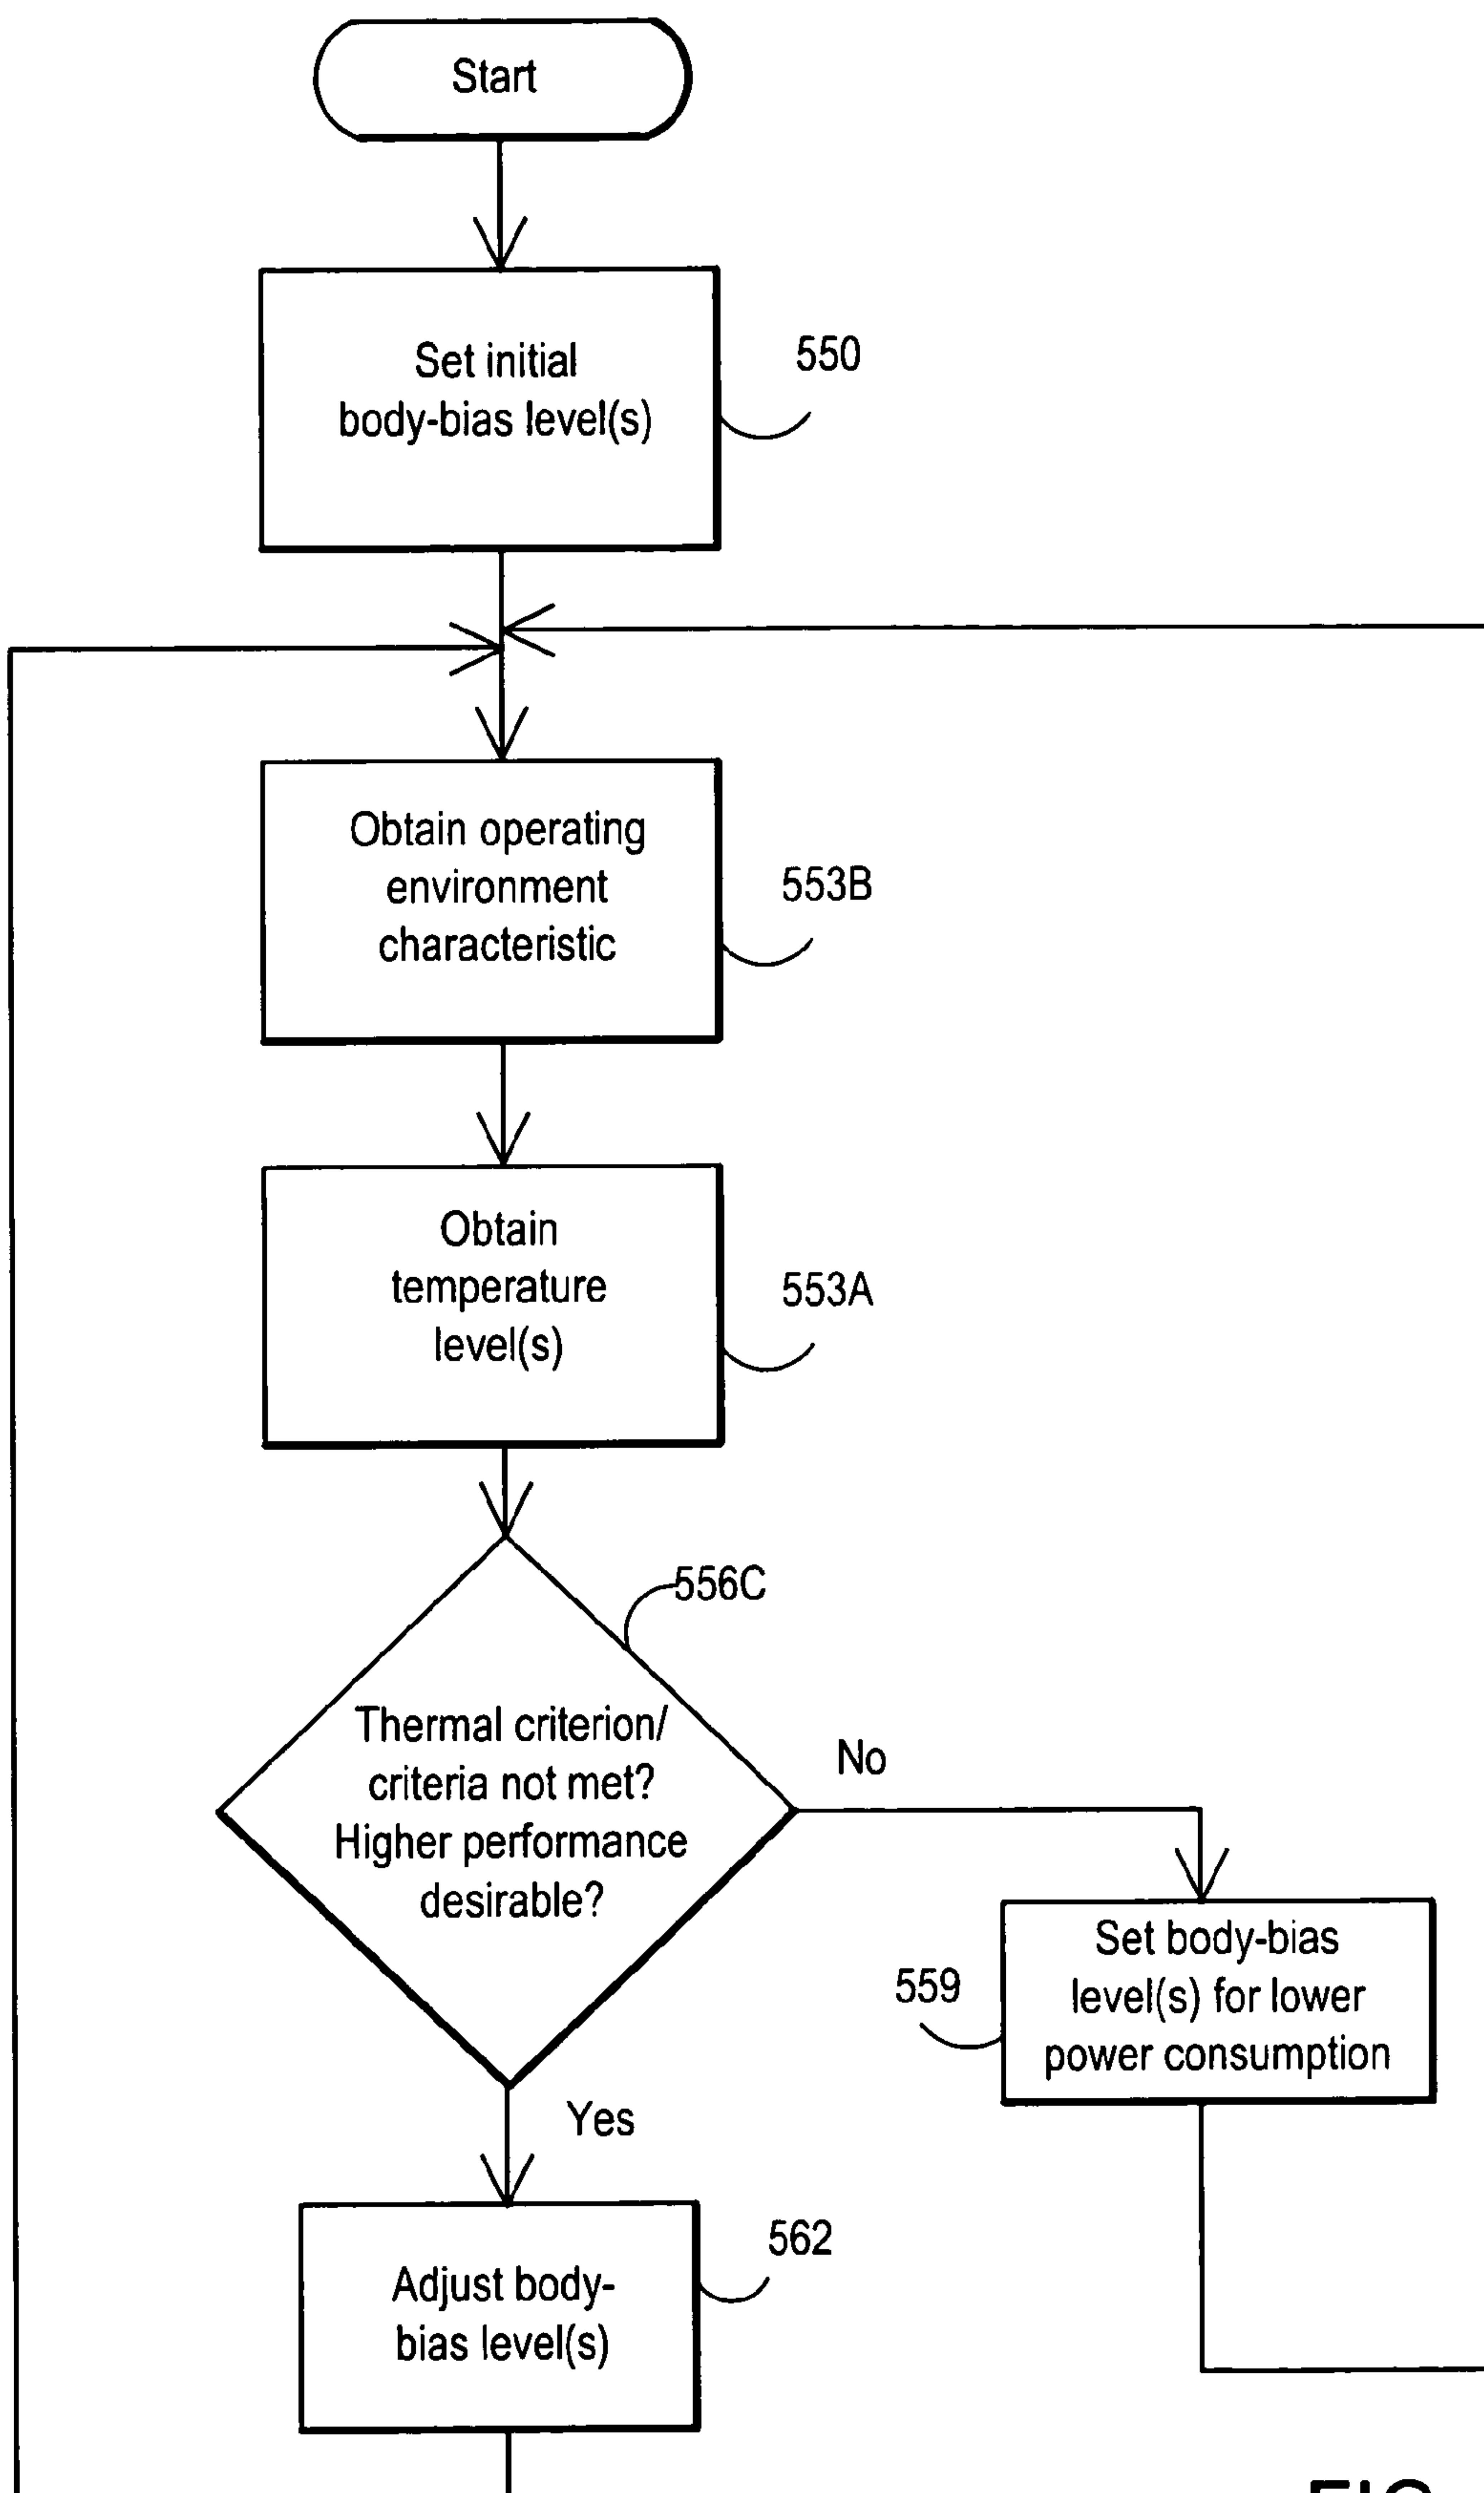 Start
Set initial
body-bias level(s)
550
Obtain operating
environment
characteristic
553B
Obtain
temperature
level(s)
553A
556C
Thermal criterion/
criteria not met?
Higher performance
desirable?
No
Set body-bias
level(s) for lower
power consumption
559
Yes
Adjust body-
bias level(s)
562